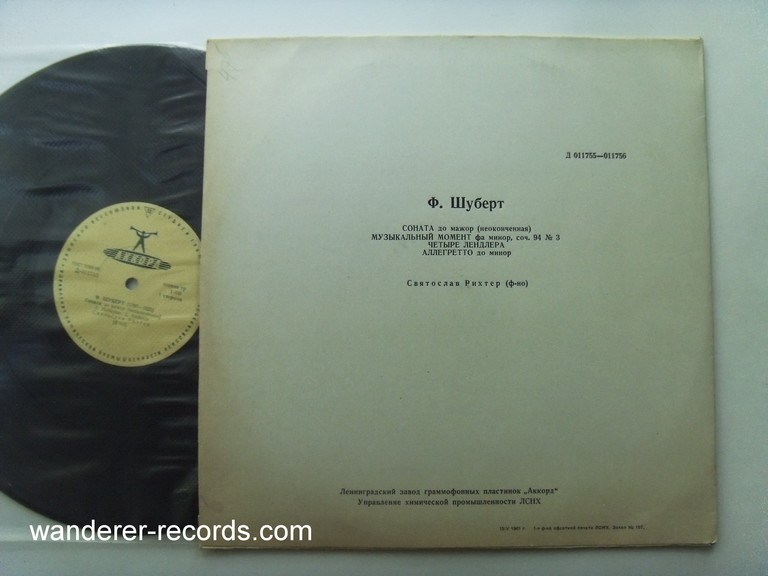 Д 011755—011756
Ф. Шуберт
СОНАТА до мажор (неоконченная)
МУЗЫКАЛЬНЫЙ МОМЕНТ фа минор, соч. 94 № 3
ЧЕТЫРЕ ЛЕНДЛЕРА
АЛЛЕГРЕТТО до минор
Святослав Рихтер (ф-но)
АККОРД
Ленинградский завод граммофонных пластинок „Аккорд“
Управление химической промышленности ЛСНХ
wanderer-records.com